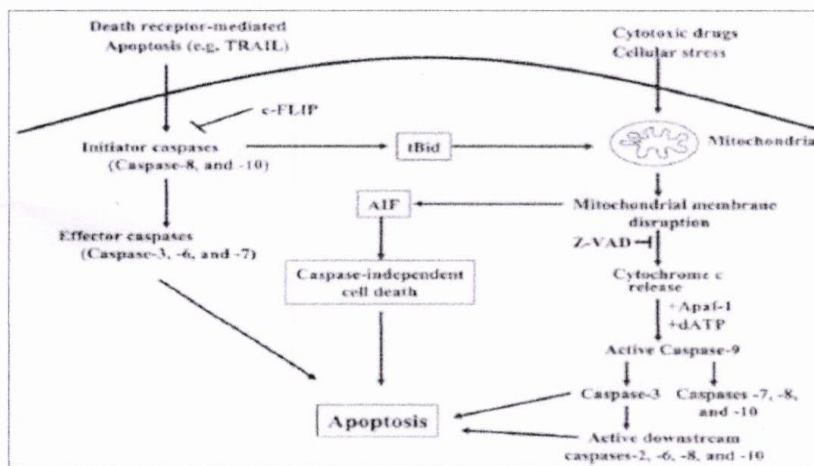 Death receptor-mediated
Apoptosis (e.g, TRAIL)
Cytotoxic drugs
Cellular stress
c-FLIP
Initiator caspases
(Caspase-8, and -10)
tBid
Mitochondria
AIF
Mitochondrial membrane
disruption
Effector caspases
(Caspase-3, -6, and -7)
Z-VAD
Caspase-independent
cell death
Cytochrome c
release
+Apaf-1
+dATP
Active Caspase-9
Caspase-3
Caspases -7, -8,
and -10
Apoptosis
Active downstream
caspases-2, -6, -8, and -10